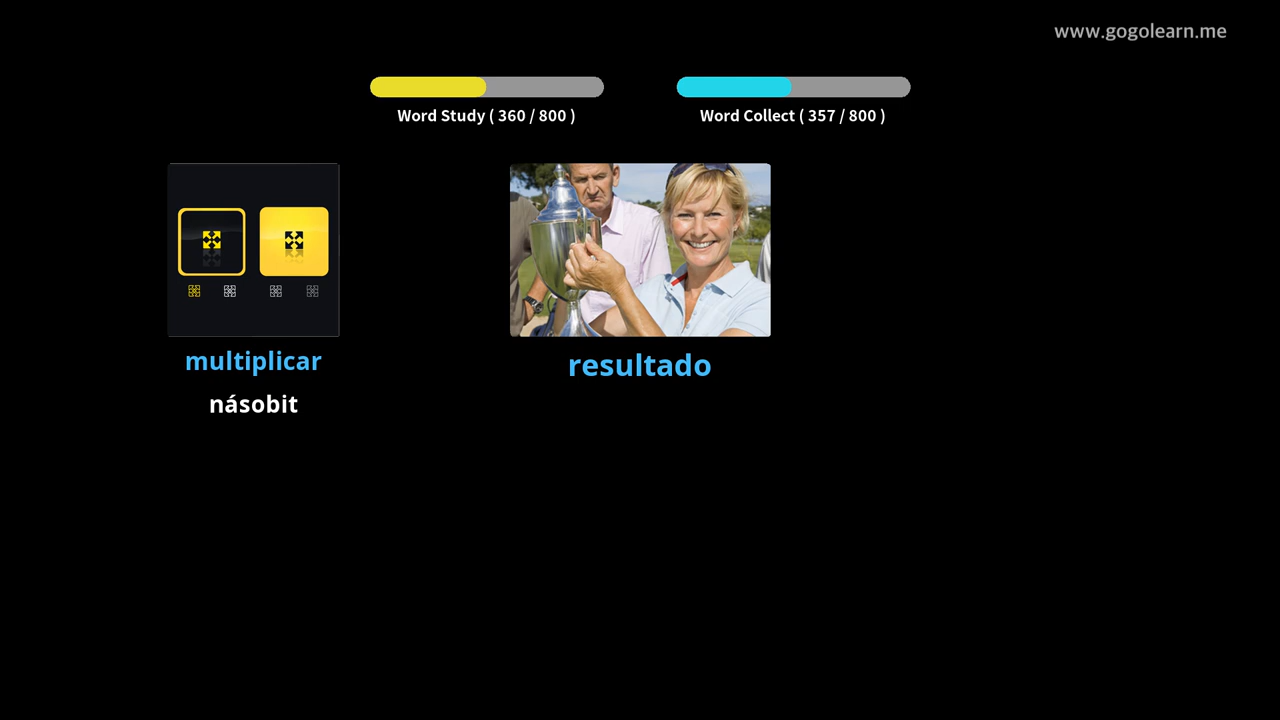 www.gogolearn.me
Word Study ( 360 / 800 )
Word Collect ( 357 / 800 )
multiplicar
násobit
resultado